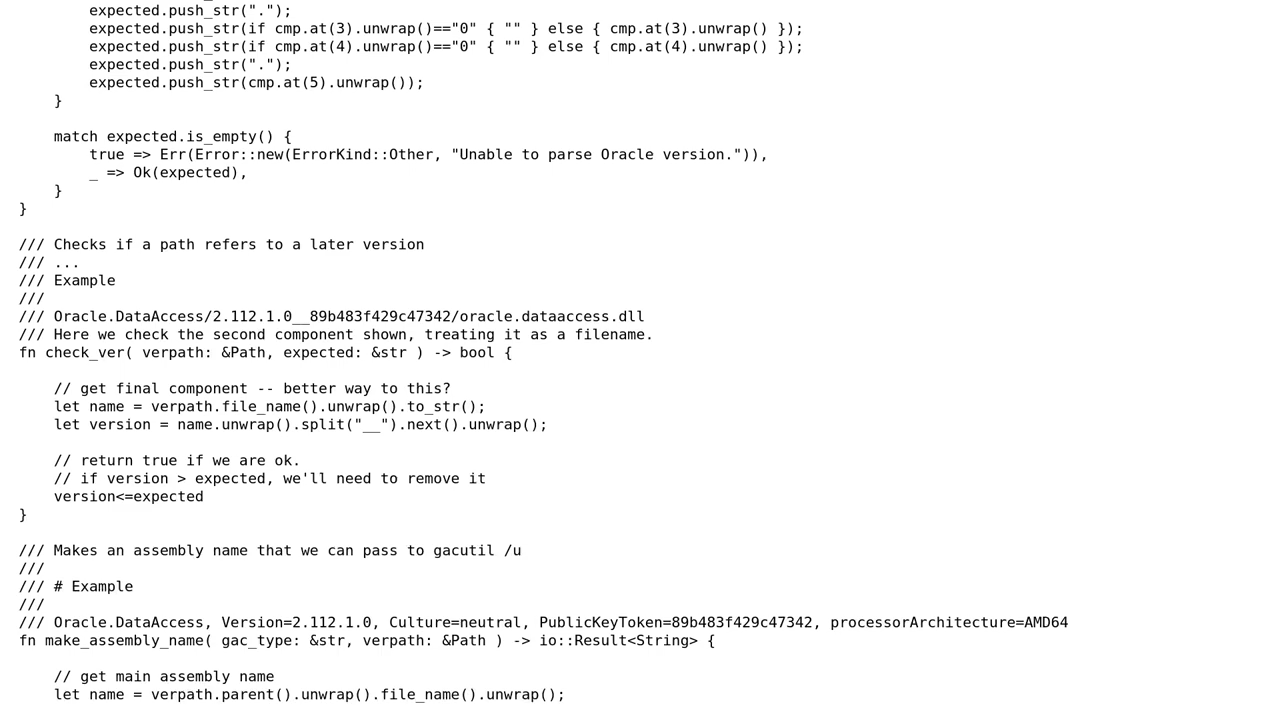 expected.push_str(".");
        expected.push_str(if cmp.at(3).unwrap()=="0" { "" } else { cmp.at(3).unwrap() });
        expected.push_str(if cmp.at(4).unwrap()=="0" { "" } else { cmp.at(4).unwrap() });
        expected.push_str(".");
        expected.push_str(cmp.at(5).unwrap());
    }

    match expected.is_empty() {
        true => Err(Error::new(ErrorKind::Other, "Unable to parse Oracle version.")),
        _ => Ok(expected),
    }
}

/// Checks if a path refers to a later version
/// ...
/// Example
///
/// Oracle.DataAccess/2.112.1.0__89b483f429c47342/oracle.dataaccess.dll
/// Here we check the second component shown, treating it as a filename.
fn check_ver( verpath: &Path, expected: &str ) -> bool {

    // get final component -- better way to this?
    let name = verpath.file_name().unwrap().to_str();
    let version = name.unwrap().split("__").next().unwrap();

    // return true if we are ok.
    // if version > expected, we'll need to remove it
    version<=expected
}

/// Makes an assembly name that we can pass to gacutil /u
///
/// # Example
///
/// Oracle.DataAccess, Version=2.112.1.0, Culture=neutral, PublicKeyToken=89b483f429c47342, processorArchitecture=AMD64
fn make_assembly_name( gac_type: &str, verpath: &Path ) -> io::Result<String> {

    // get main assembly name
    let name = verpath.parent().unwrap().file_name().unwrap();